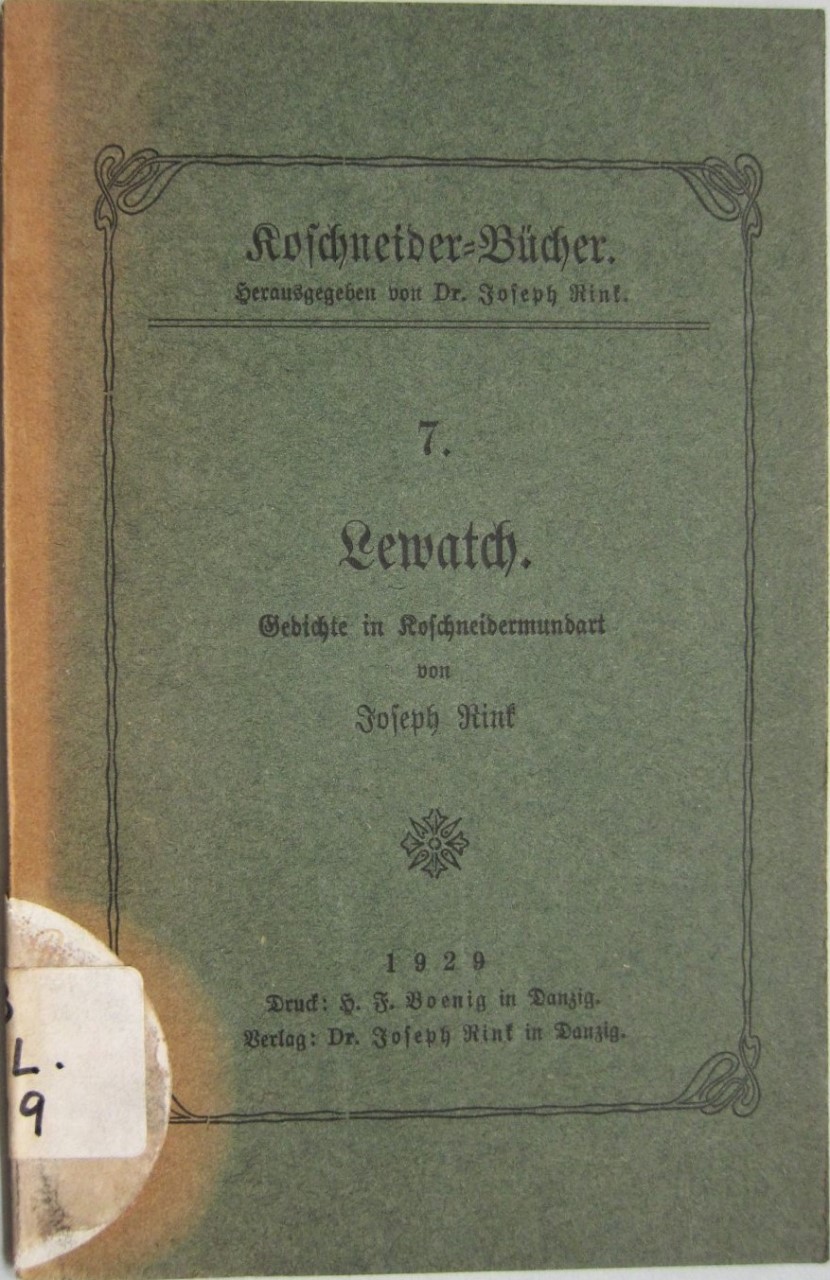 Koſchneider=Bücher.
Herausgegeben von Dr. Joſeph Rink.
7.
Lewatch.
Gedichte in Koſchneidermundart
von
Joſeph Rink
1929
Druck: H. F. Boenig in Danzig.
Verlag: Dr. Joſeph Rink in Danzig.
L.
9